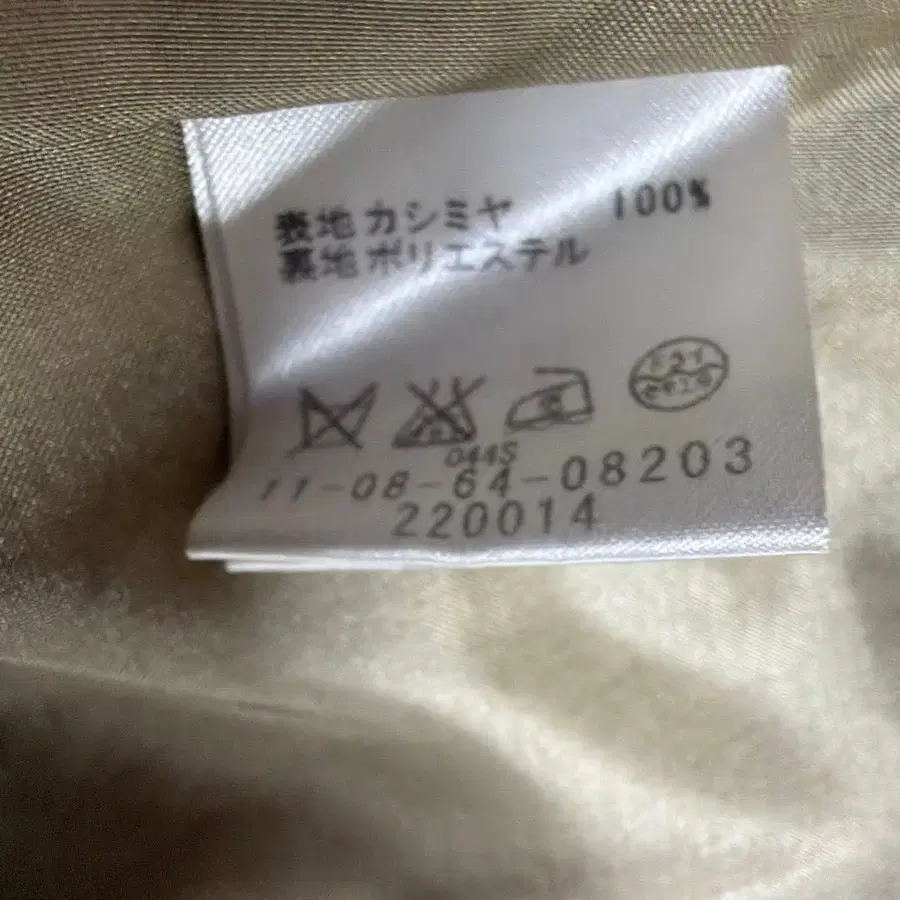 表地 カシミヤ 100%
裏地 ポリエステル
044S
11-08-64-08203
220014